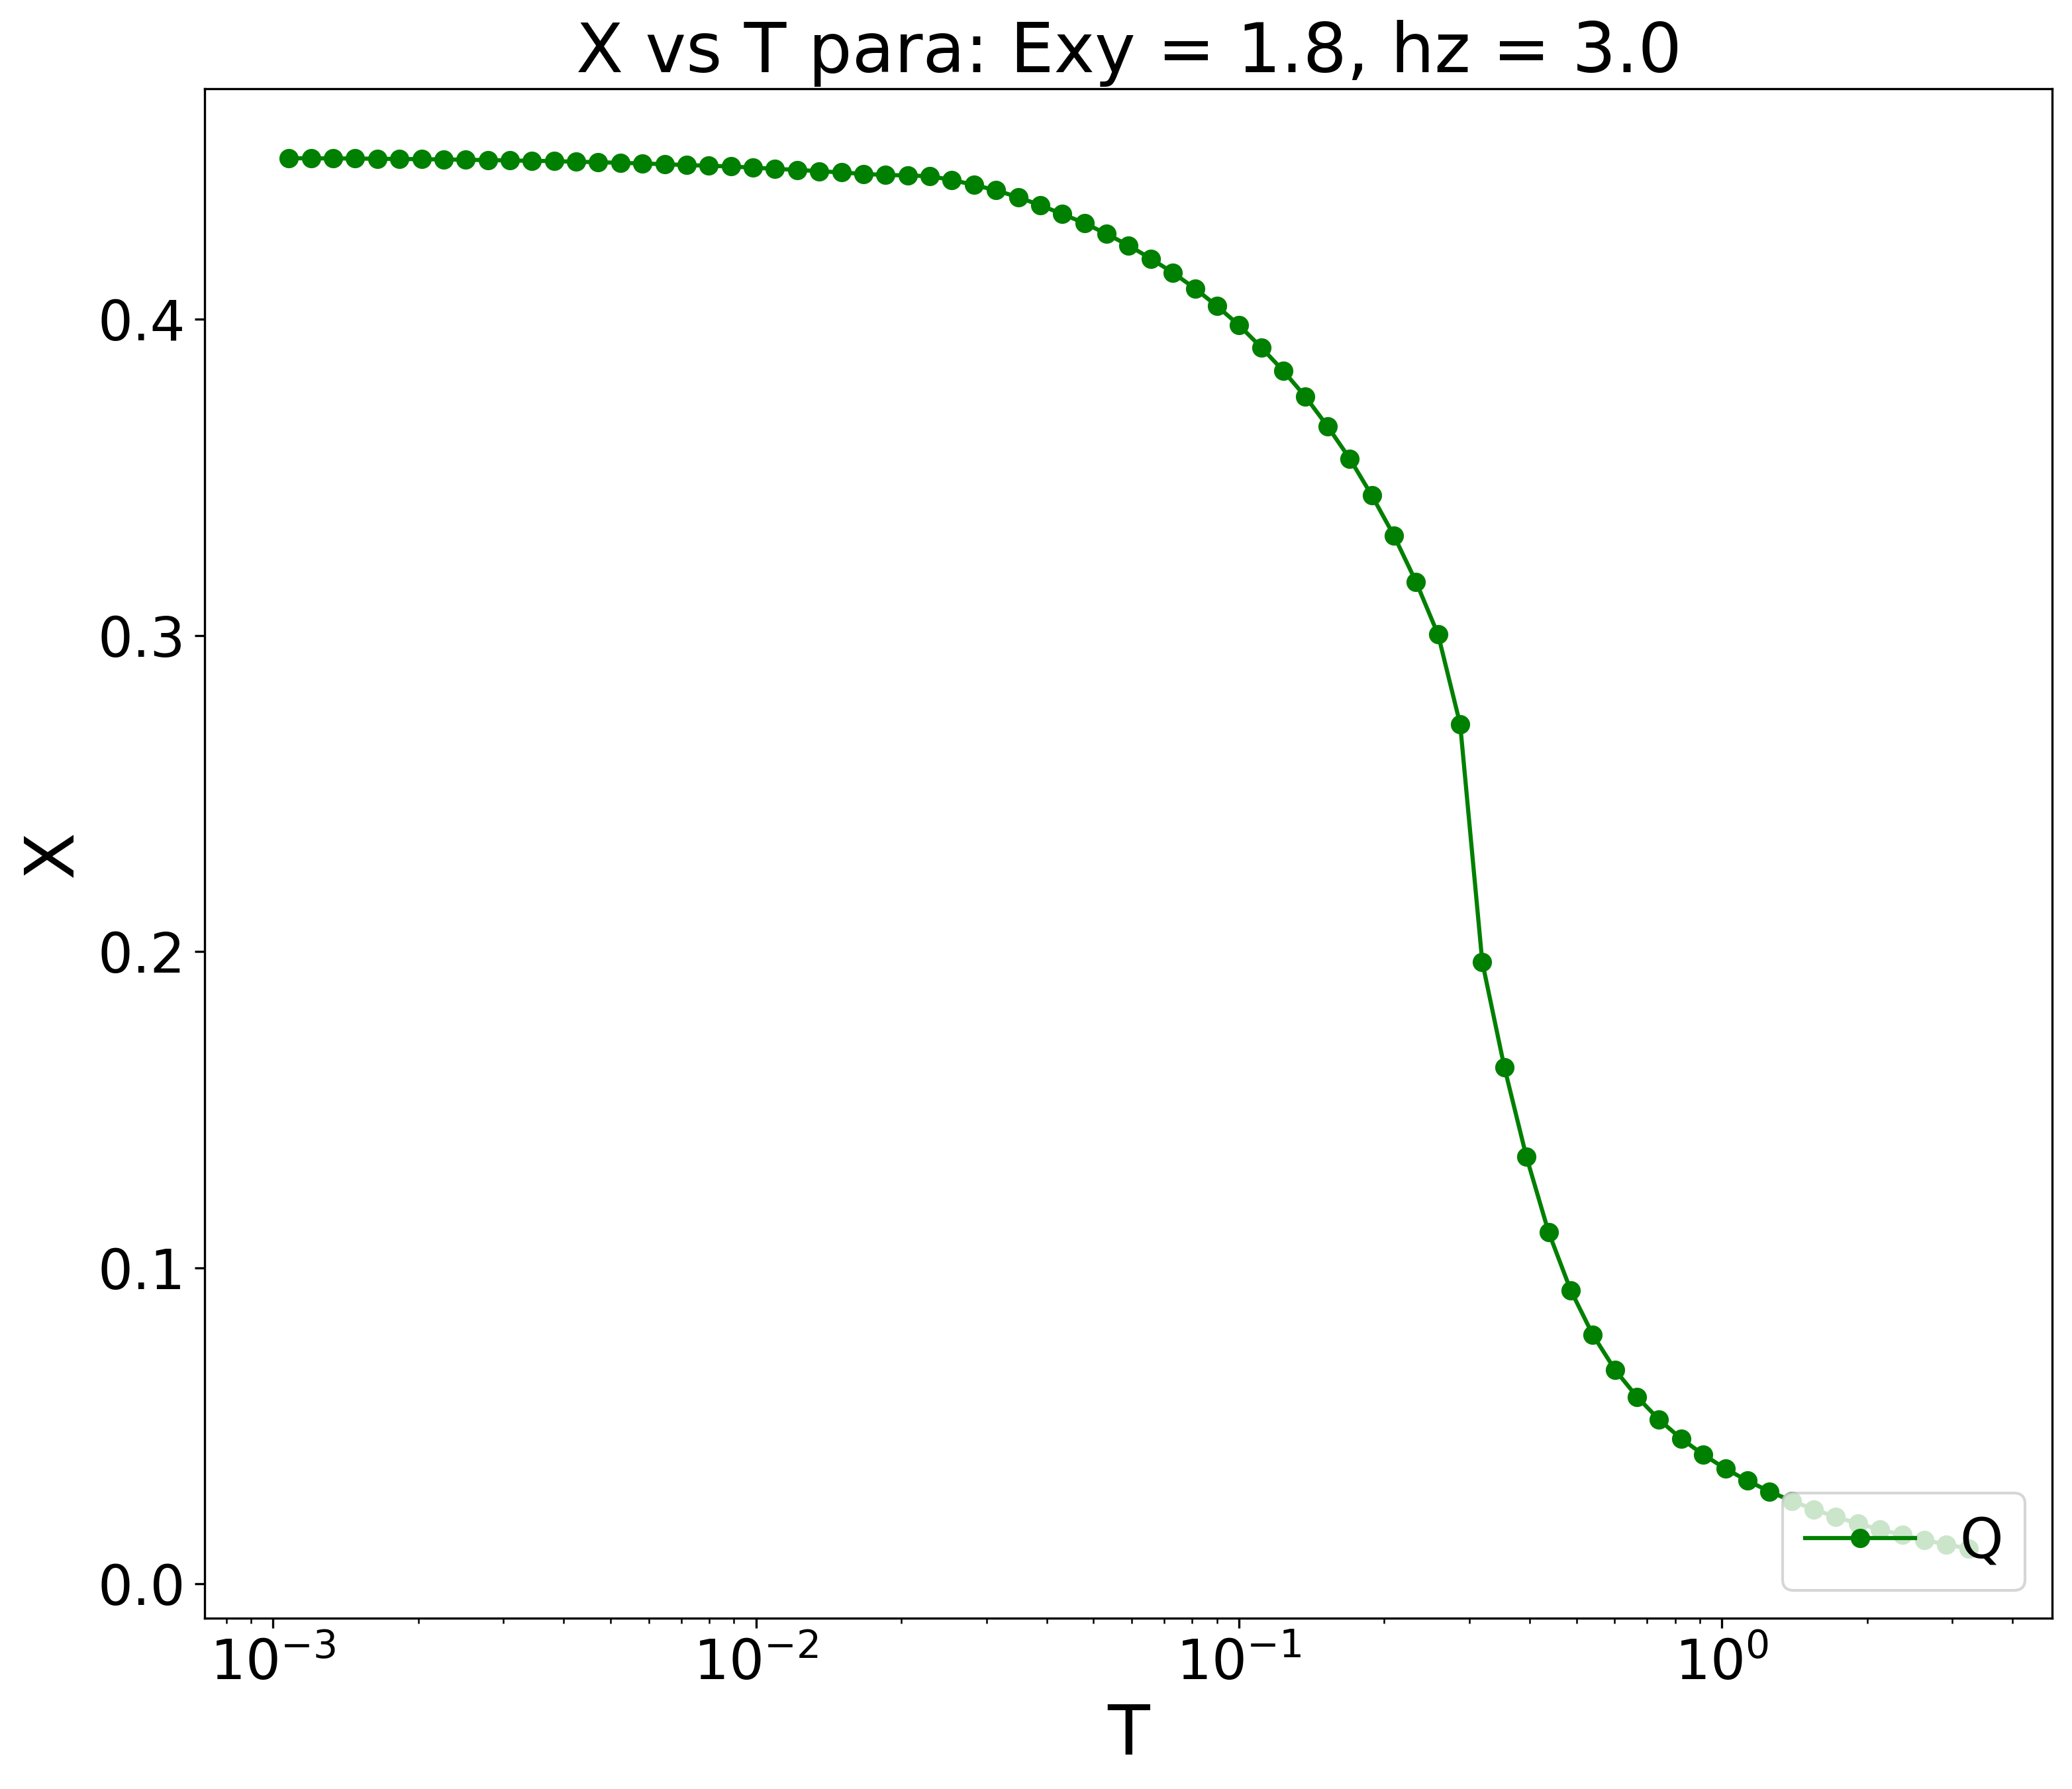 X vs T para: Exy = 1.8, hz = 3.0
X
0.4
0.3
0.2
0.1
0.0
10⁻³ 10⁻² 10⁻¹ 10⁰
T
Q